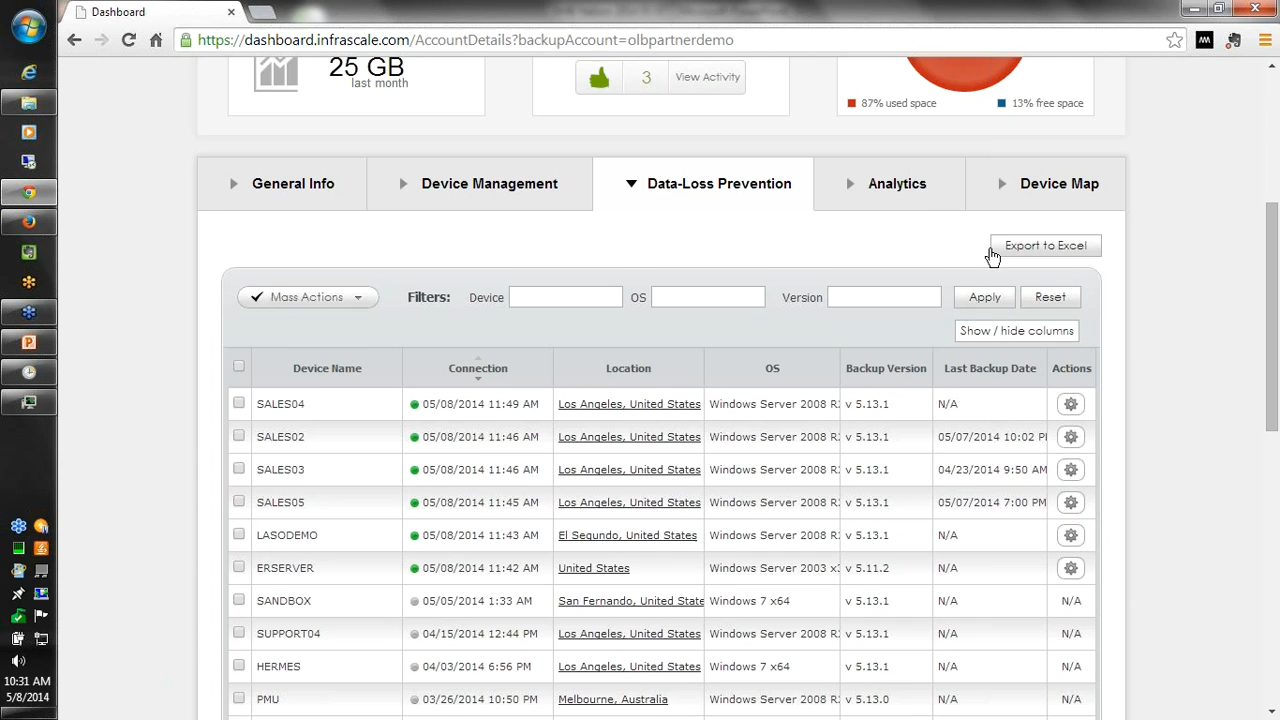 Dashboard
https://dashboard.infrascale.com/AccountDetails?backupAccount=olbpartnerdemo
25 GB
last month
3 View Activity
87% used space 13% free space
General Info Device Management Data-Loss Prevention Analytics Device Map
Export to Excel
Mass Actions Filters: Device OS Version Apply Reset
Show / hide columns
Device Name Connection Location OS Backup Version Last Backup Date Actions
SALES04 05/08/2014 11:49 AM Los Angeles, United States Windows Server 2008 R v 5.13.1 N/A
SALES02 05/08/2014 11:46 AM Los Angeles, United States Windows Server 2008 R v 5.13.1 05/07/2014 10:02 P
SALES03 05/08/2014 11:46 AM Los Angeles, United States Windows Server 2008 R v 5.13.1 04/23/2014 9:50 AM
SALES05 05/08/2014 11:45 AM Los Angeles, United States Windows Server 2008 R v 5.13.1 05/07/2014 7:00 PM
LASODEMO 05/08/2014 11:43 AM El Segundo, United States Windows Server 2008 R v 5.13.1 N/A
ERSERVER 05/08/2014 11:42 AM United States Windows Server 2003 x v 5.11.2 N/A
SANDBOX 05/05/2014 1:33 AM San Fernando, United State Windows 7 x64 v 5.13.1 N/A N/A
SUPPORT04 04/15/2014 12:44 PM Los Angeles, United States Windows Server 2008 R v 5.13.1 N/A N/A
HERMES 04/03/2014 6:56 PM Los Angeles, United States Windows 7 x64 v 5.13.1 N/A N/A
PMU 10:50 PM Melbourne, Australia Windows Server 2008 R v 5.13.1 N/A N/A
10:31 AM
5/8/2014